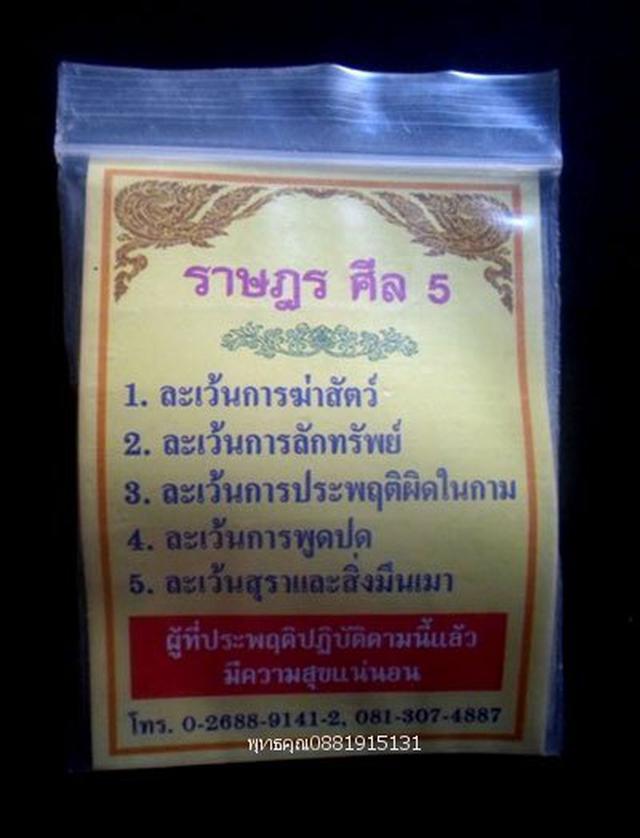 ราษฎร ศีล 5
1. ละเว้นการฆ่าสัตว์
2. ละเว้นการลักทรัพย์
3. ละเว้นการประพฤติผิดในกาม
4. ละเว้นการพูดปด
5. ละเว้นสุราและสิ่งมึนเมา
ผู้ที่ประพฤติปฏิบัติตามนี้แล้ว
มีความสุขแน่นอน
โทร. 0-2688-9141-2, 081-307-4887
พุทธคุณ0881915131